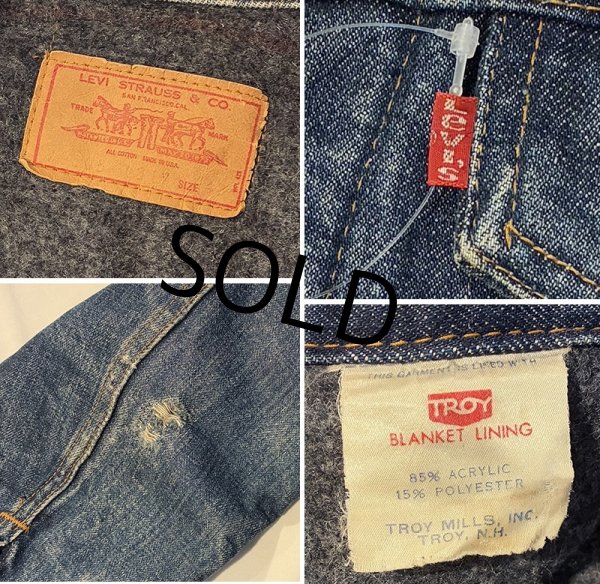 LEVI STRAUSS & CO.
SAN FRANCISCO, CAL.
TRADE MARK
ALL COTTON MADE IN U.S.A.
SIZE
Levi's
SOLD
THIS GARMENT IS LINED WITH
TROY
BLANKET LINING
85% ACRYLIC
15% POLYESTER
TROY MILLS, INC.
TROY, N.H.